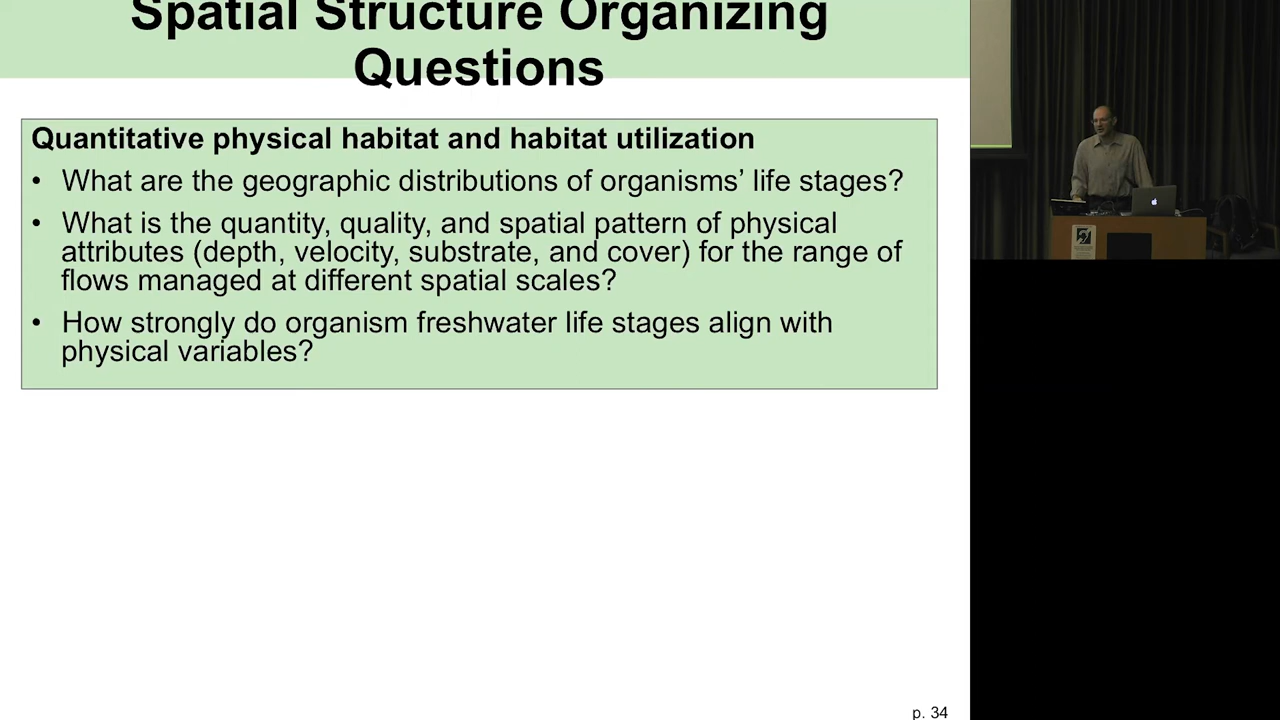 Spatial Structure Organizing
Questions
Quantitative physical habitat and habitat utilization
• What are the geographic distributions of organisms’ life stages?
• What is the quantity, quality, and spatial pattern of physical
attributes (depth, velocity, substrate, and cover) for the range of
flows managed at different spatial scales?
• How strongly do organism freshwater life stages align with
physical variables?
p. 34